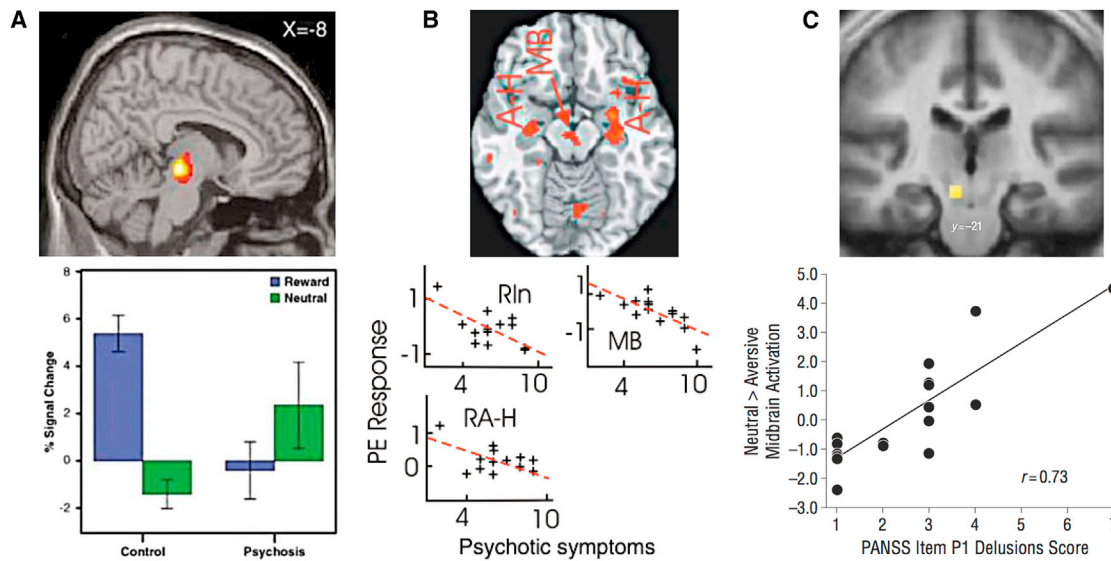 A
X=-8
8
6
4
2
0
-2
% Signal Change
Reward
Neutral
Control
Psychosis
B
A-H
MB
A-H
PE Response
1
-1
RIn
4
10
1
-1
MB
4
10
1
0
RA-H
4
10
Psychotic symptoms
C
y=–21
Neutral > Aversive
Midbrain Activation
5.0
4.0
3.0
2.0
1.0
0.0
–1.0
–2.0
–3.0
r=0.73
1 2 3 4 5 6 7
PANSS Item P1 Delusions Score